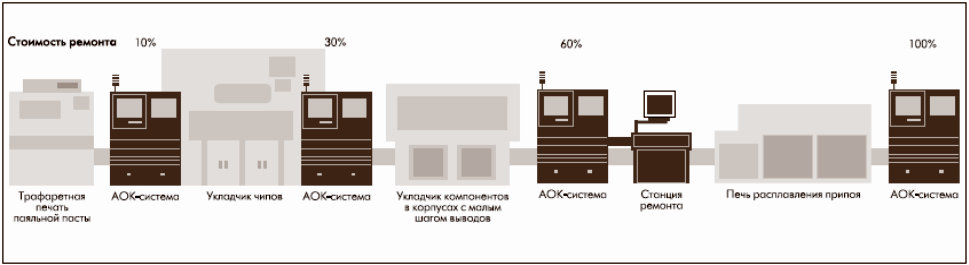 Стоимость ремонта 10% 30% 60% 100%
Трафаретная
печать
паяльной пасты
АОК-система
Укладчик чипов
АОК-система
Укладчик компонентов
в корпусах с малым
шагом выводов
АОК-система
Станция
ремонта
Печь расплавления припоя
АОК-система